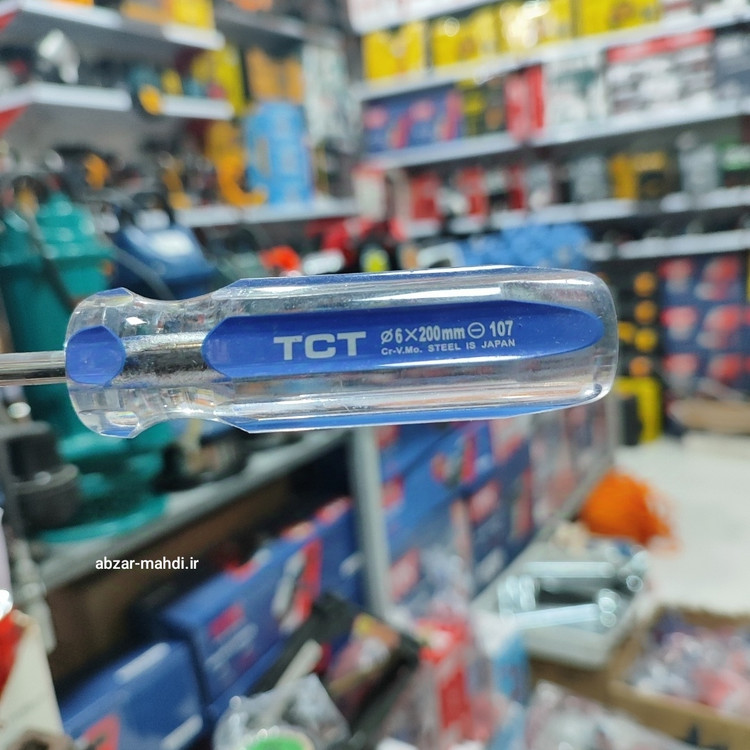 TCT
Ø6×200mm ⊖ 107
Cr-V.Mo. STEEL IS JAPAN
abzar-mahdi.ir